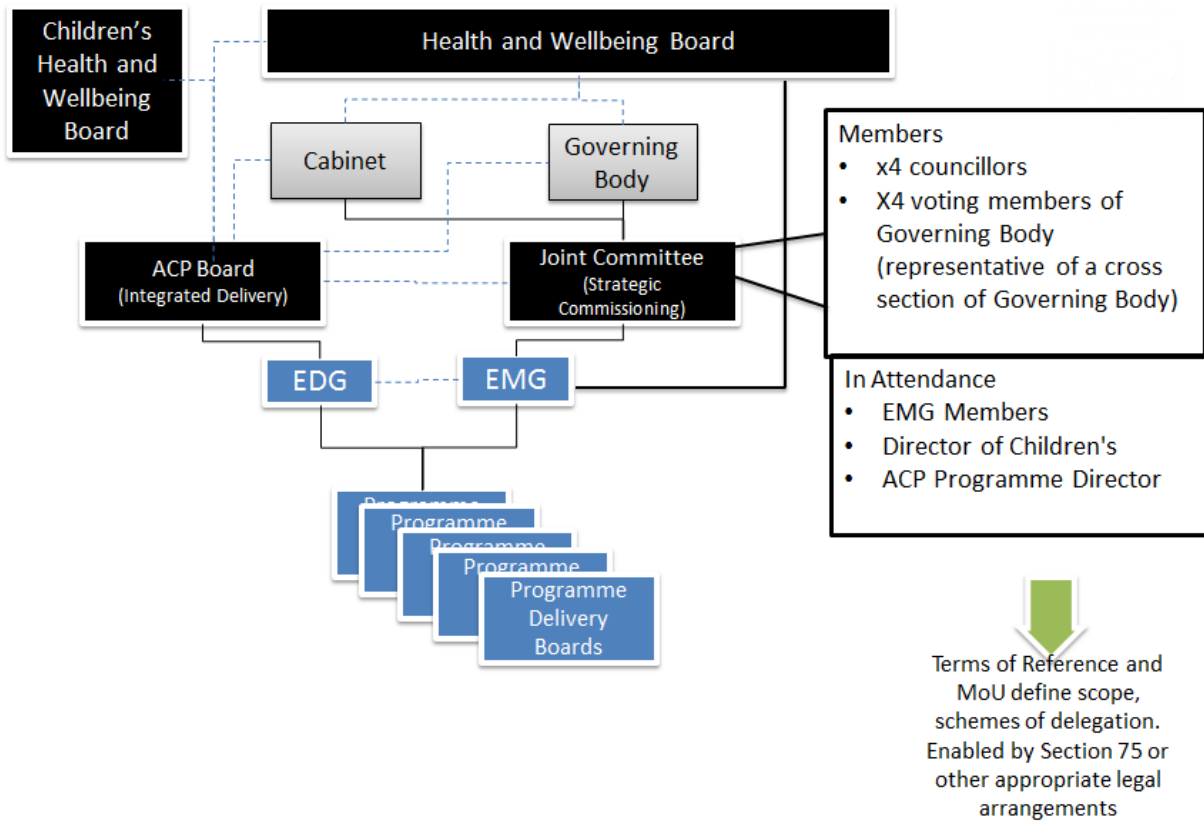 Children's
Health and
Wellbeing
Board
Health and Wellbeing Board
Cabinet
Governing
Body
ACP Board
(Integrated Delivery)
Joint Committee
(Strategic
Commissioning)
Members
• x4 councillors
• X4 voting members of
Governing Body
(representative of a cross
section of Governing Body)
In Attendance
• EMG Members
• Director of Children's
• ACP Programme Director
EDG
EMG
Programme
Programme
Programme
Programme
Programme
Delivery
Boards
Terms of Reference and
MoU define scope,
schemes of delegation.
Enabled by Section 75 or
other appropriate legal
arrangements